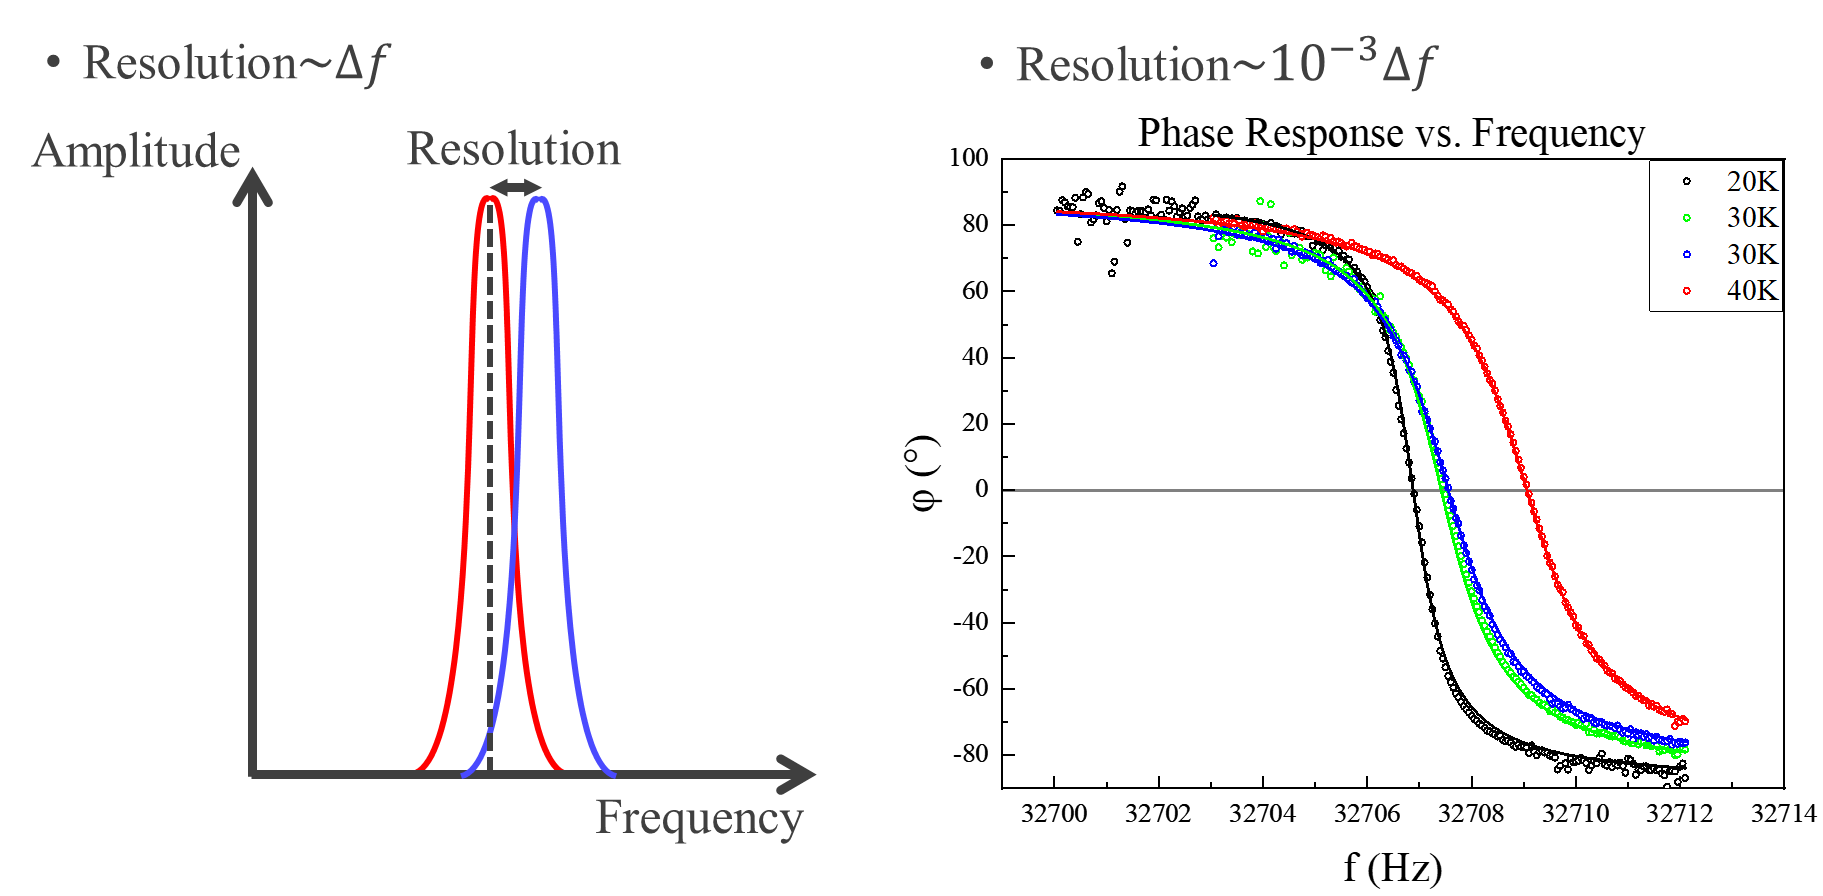 • Resolution~Δf
Amplitude
Resolution
Frequency
• Resolution~10⁻³Δf
Phase Response vs. Frequency
20K
30K
30K
40K
100
80
60
40
20
0
-20
-40
-60
-80
φ (°)
32700 32702 32704 32706 32708 32710 32712 32714
f (Hz)